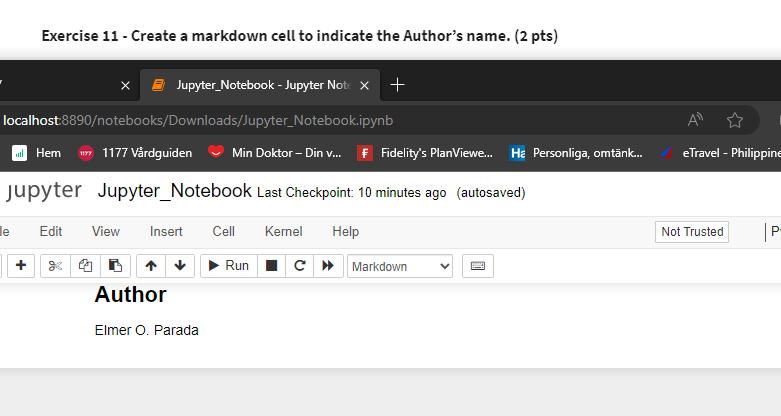 Exercise 11 - Create a markdown cell to indicate the Author's name. (2 pts)
Jupyter_Notebook - Jupyter Note
localhost:8890/notebooks/Downloads/Jupyter_Notebook.ipynb
Hem 1177 1177 Vårdguiden Min Doktor – Din v... Fidelity's PlanViewe... Ha Personliga, omtänk... eTravel - Philippine
jupyter Jupyter_Notebook Last Checkpoint: 10 minutes ago (autosaved)
le Edit View Insert Cell Kernel Help Not Trusted P
Run Markdown
Author
Elmer O. Parada